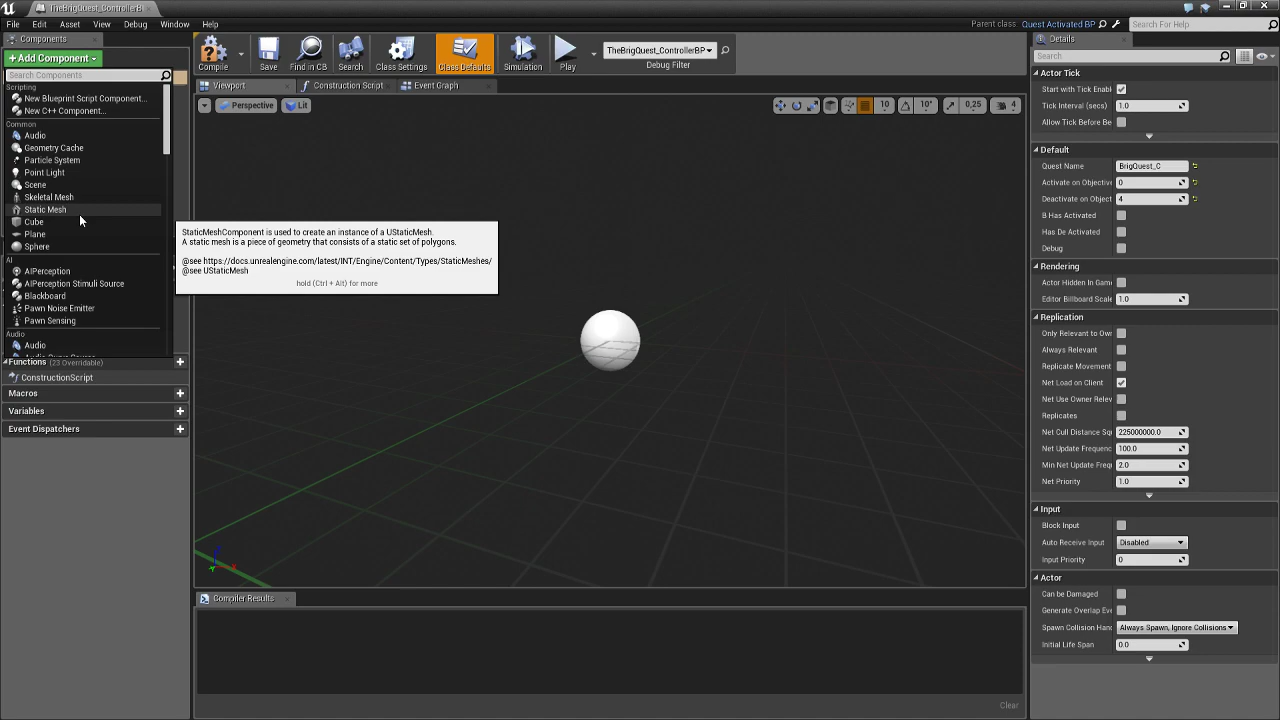 TheBrigQuest_ControllerBl
File Edit Asset View Debug Window Help
Parent class: Quest Activated BP
Search For Help
Components
Add Component
Search Components
Scripting
New Blueprint Script Component...
New C++ Component...
Common
Audio
Geometry Cache
Particle System
Point Light
Scene
Skeletal Mesh
Static Mesh
Cube
Plane
Sphere
AI
AIPerception
AIPerception Stimuli Source
Blackboard
Pawn Noise Emitter
Pawn Sensing
Audio
Audio
Functions (23 Overridable)
ConstructionScript
Macros
Variables
Event Dispatchers
Compile
Save
Find in CB
Search
Class Settings
Class Defaults
Simulation
Play
TheBrigQuest_ControllerBP
Debug Filter
Viewport
Construction Script
Event Graph
Perspective
Lit
10
10°
0,25
4
StaticMeshComponent is used to create an instance of a UStaticMesh.
A static mesh is a piece of geometry that consists of a static set of polygons.
@see https://docs.unrealengine.com/latest/INT/Engine/Content/Types/StaticMeshes/
@see UStaticMesh
hold (Ctrl + Alt) for more
Compiler Results
Clear
Details
Search
Actor Tick
Start with Tick Enabl
Tick Interval (secs) 1.0
Allow Tick Before Be
Default
Quest Name BrigQuest_C
Activate on Objective 0
Deactivate on Object 4
B Has Activated
Has De Activated
Debug
Rendering
Actor Hidden In Game
Editor Billboard Scale 1.0
Replication
Only Relevant to Own
Always Relevant
Replicate Movement
Net Load on Client
Net Use Owner Relev
Replicates
Net Cull Distance Squ 225000000.0
Net Update Frequenc 100.0
Min Net Update Freq 2.0
Net Priority 1.0
Input
Block Input
Auto Receive Input Disabled
Input Priority 0
Actor
Can be Damaged
Generate Overlap Eve
Spawn Collision Hand Always Spawn, Ignore Collisions
Initial Life Span 0.0